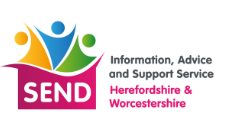 SEND
Information, Advice
and Support Service
Herefordshire &
Worcestershire